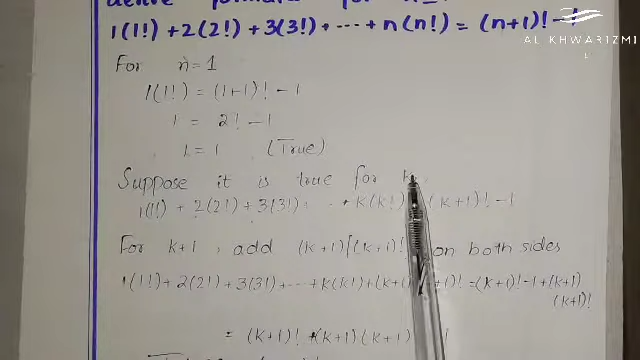 1(1!)+2(2!)+3(3!)+⋯+n(n!)=(n+1)!-1
AL KHWARIZMI
For n=1
1(1!) = (1+1)! - 1
1 = 2! - 1
1 = 1 (True)
Suppose it is true for k
1(1!) + 2(2!) + 3(3!) + ⋯ + k(k!) (k+1)! - 1
For k+1, add (k+1)[(k+1)! on both sides
1(1!) + 2(2!) + 3(3!) + ⋯ + k(k!) + (k+1)! = (k+1)! - 1 + (k+1)
(k+1)!
= (k+1)! + (k+1)(k+1) 1